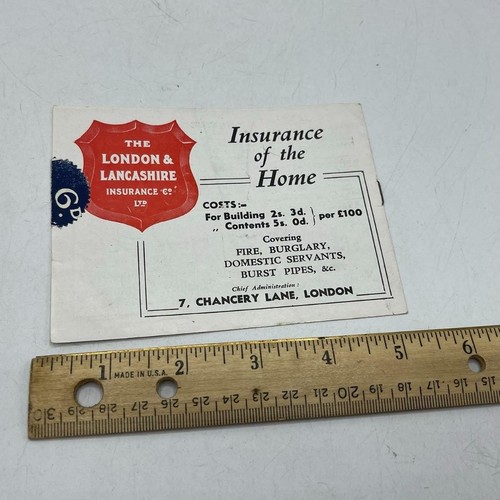 THE
LONDON &
LANCASHIRE
INSURANCE Co
LTD
6D.
Insurance
of the
Home
COSTS:—
For Building 2s. 3d.
„ Contents 5s. 0d.
per £100
Covering
FIRE, BURGLARY,
DOMESTIC SERVANTS,
BURST PIPES, &c.
Chief Administration:
7, CHANCERY LANE, LONDON
1 2 3 4 5 6
MADE IN U.S.A.